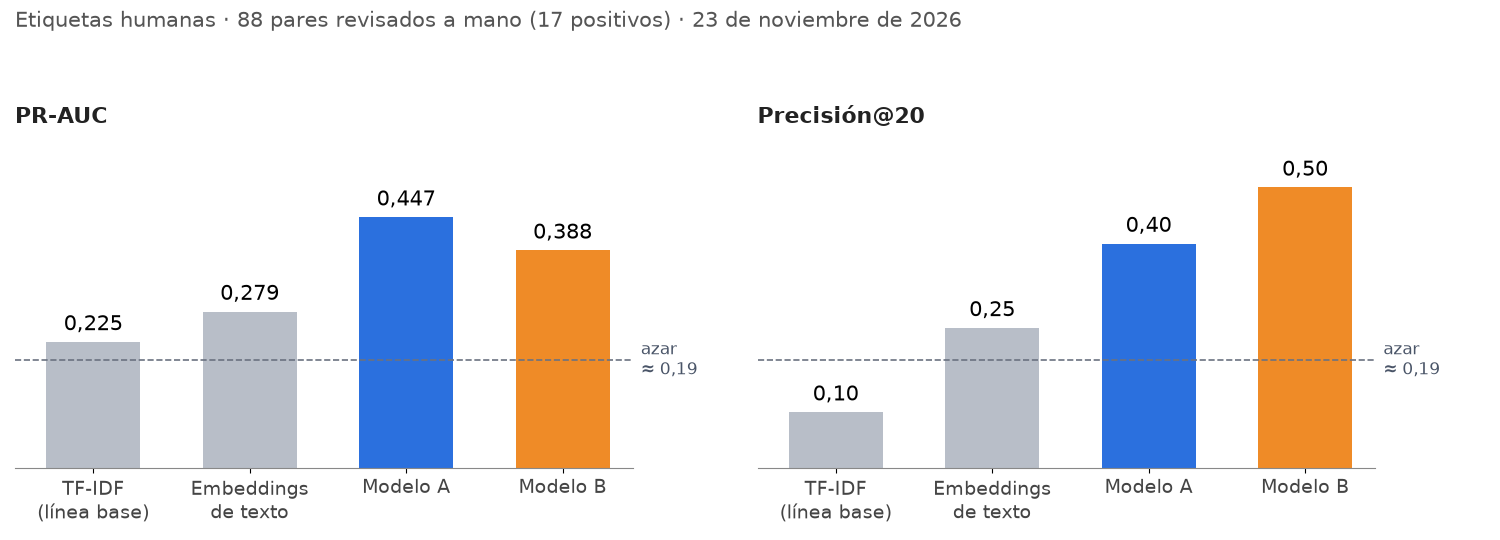 Etiquetas humanas · 88 pares revisados a mano (17 positivos) · 23 de noviembre de 2026
PR-AUC
0,225
0,279
0,447
0,388
azar
≈ 0,19
TF-IDF
(línea base)
Embeddings
de texto
Modelo A
Modelo B
Precisión@20
0,10
0,25
0,40
0,50
azar
≈ 0,19
TF-IDF
(línea base)
Embeddings
de texto
Modelo A
Modelo B